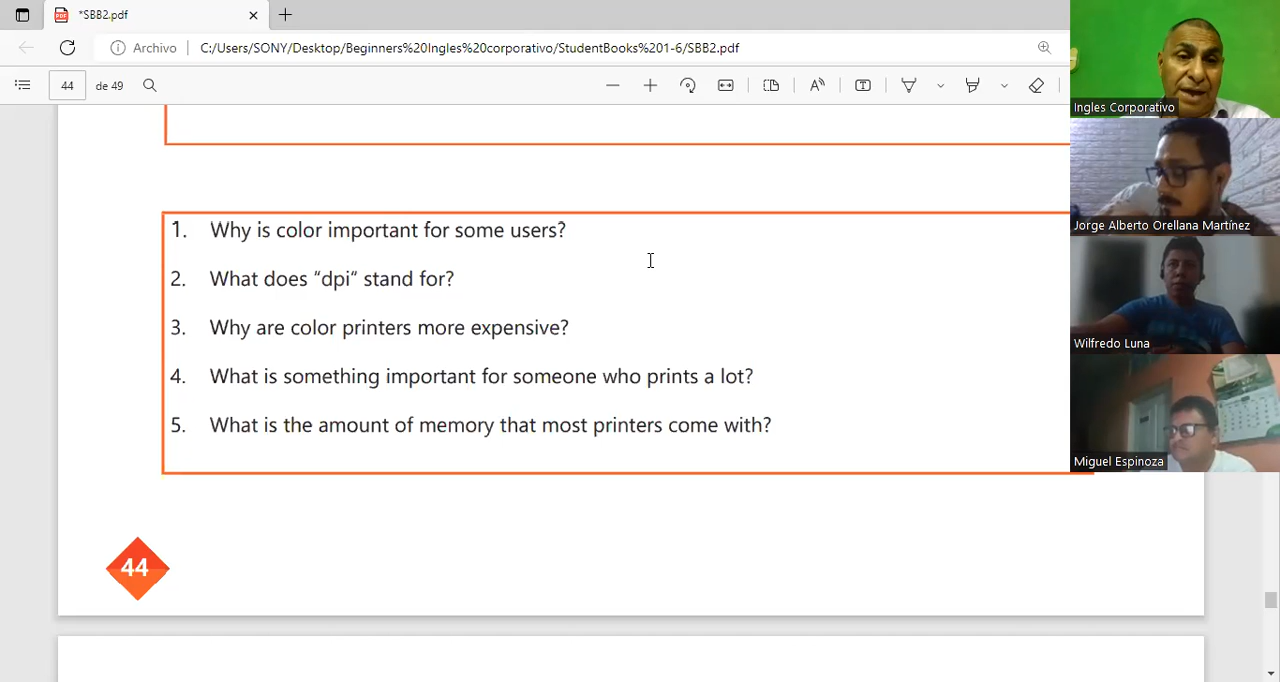 *SBB2.pdf
Archivo
C:/Users/SONY/Desktop/Beginners%20Ingles%20corporativo/StudentBooks%201-6/SBB2.pdf
44
de 49
1. Why is color important for some users?
2. What does “dpi“ stand for?
3. Why are color printers more expensive?
4. What is something important for someone who prints a lot?
5. What is the amount of memory that most printers come with?
44
Ingles Corporativo
Jorge Alberto Orellana Martínez
Wilfredo Luna
Miguel Espinoza